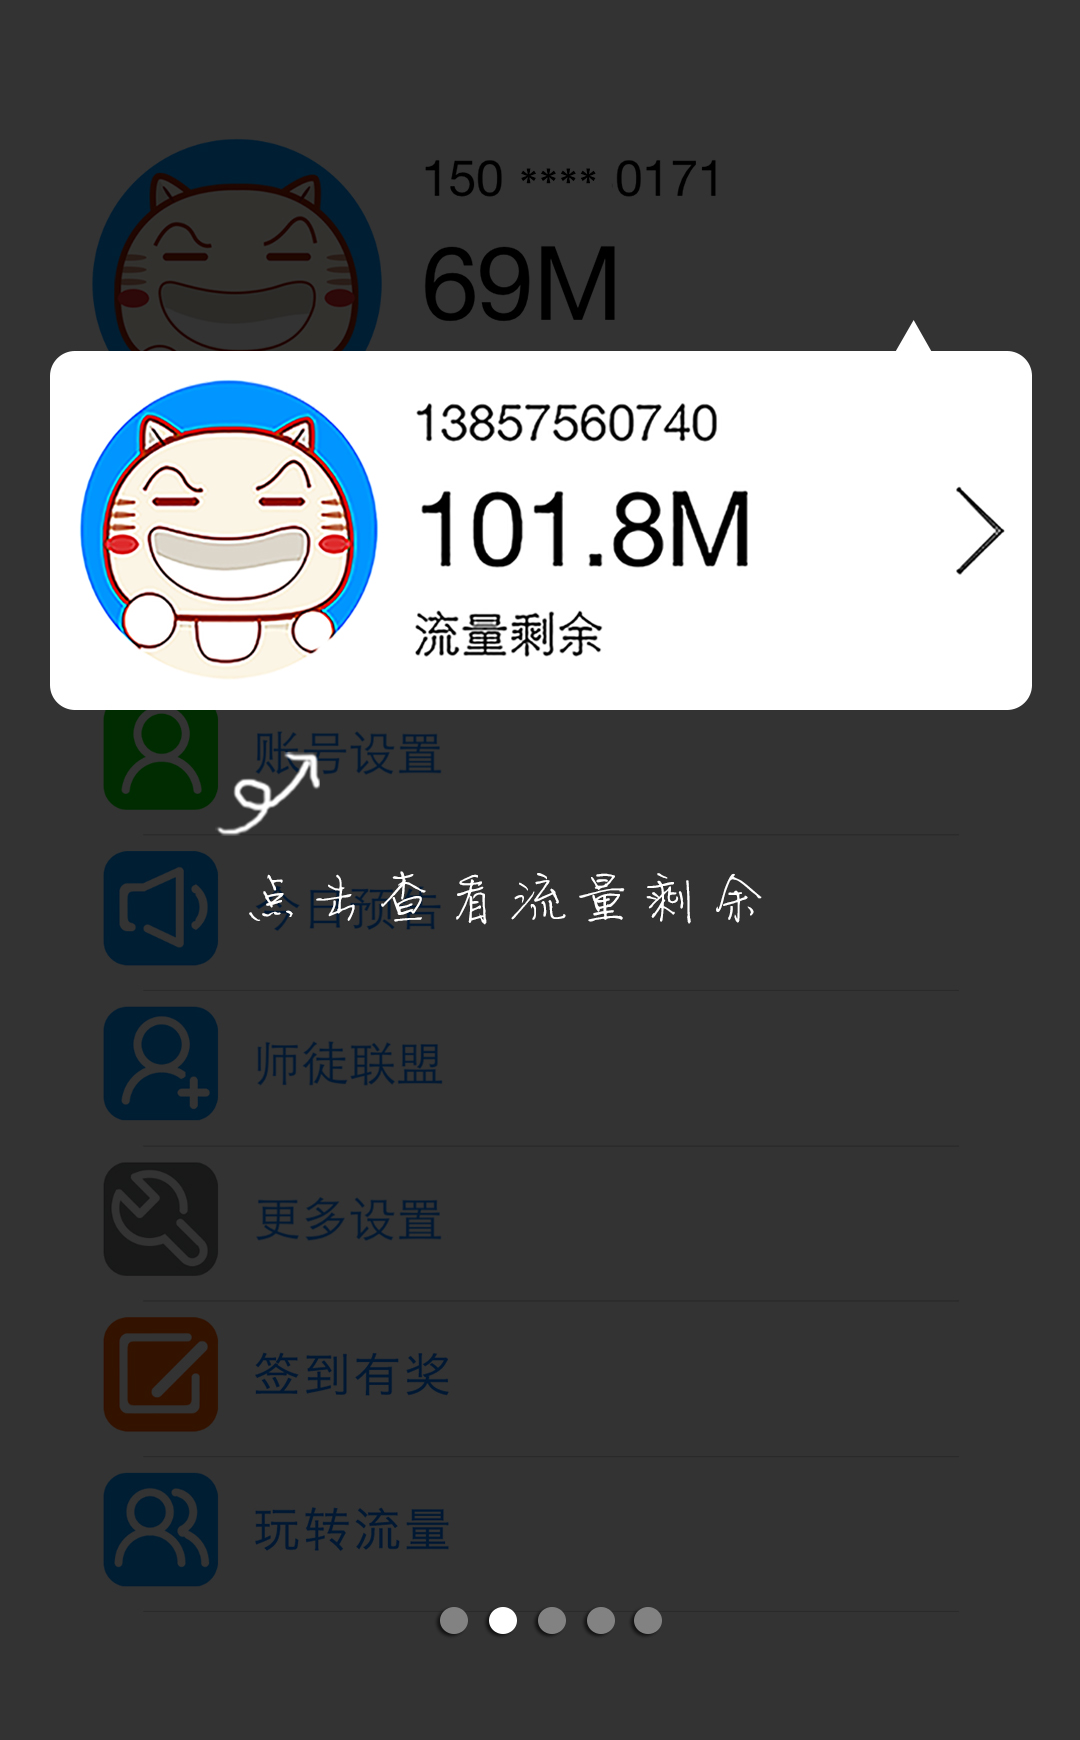 150 **** 0171
69M
13857560740
101.8M
流量剩余
账号设置
今日预告
点击查看流量剩余
师徒联盟
更多设置
签到有奖
玩转流量